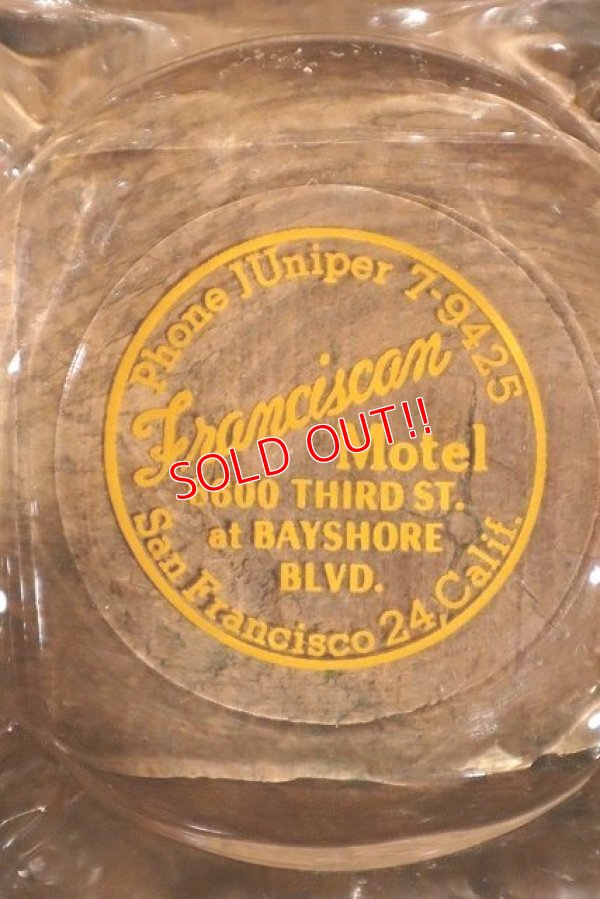 Phone JUniper 7-9425
Franciscan
Motel
SOLD OUT!!
THIRD ST.
at BAYSHORE
BLVD.
San Francisco 24, Calif.